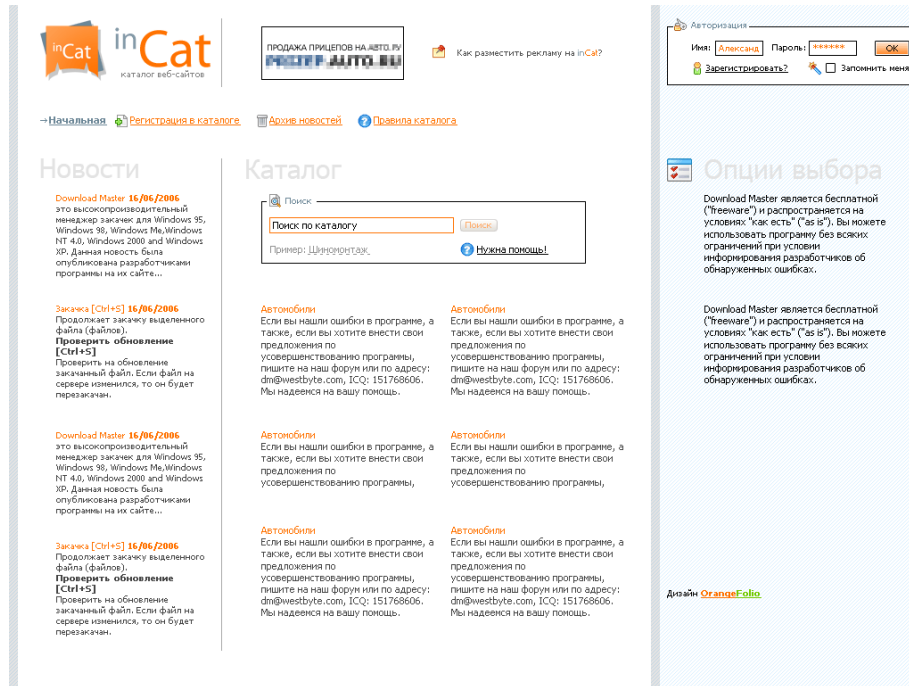 inCat
inCat
каталог веб-сайтов
ПРОДАЖА ПРИЦЕПОВ НА АВТО.РУ
Как разместить рекламу на inCat?
Авторизация
Имя: Александ Пароль: ****** OK
Зарегистрировать? Запомнить меня
→Начальная Регистрация в каталоге Архив новостей Правила каталога
Новости
Download Master 16/06/2006
это высокопроизводительный
менеджер закачек для Windows 95,
Windows 98, Windows Me,Windows
NT 4.0, Windows 2000 and Windows
XP. Данная новость была
опубликована разработчиками
программы на их сайте...
Закачка [Ctrl+S] 16/06/2006
Продолжает закачку выделенного
файла (файлов).
Проверить обновление
[Ctrl+S]
Проверить на обновление
закачанный файл. Если файл на
сервере изменился, то он будет
перезакачан.
Download Master 16/06/2006
это высокопроизводительный
менеджер закачек для Windows 95,
Windows 98, Windows Me,Windows
NT 4.0, Windows 2000 and Windows
XP. Данная новость была
опубликована разработчиками
программы на их сайте...
Закачка [Ctrl+S] 16/06/2006
Продолжает закачку выделенного
файла (файлов).
Проверить обновление
[Ctrl+S]
Проверить на обновление
закачанный файл. Если файл на
сервере изменился, то он будет
перезакачан.
Каталог
Поиск
Поиск по каталогу Поиск
Пример: Шиномонтаж Нужна помощь!
Автомобили
Если вы нашли ошибки в программе, а
также, если вы хотите внести свои
предложения по
усовершенствованию программы,
пишите на наш форум или по адресу:
dm@westbyte.com, ICQ: 151768606.
Мы надеемся на вашу помощь.
Автомобили
Если вы нашли ошибки в программе, а
также, если вы хотите внести свои
предложения по
усовершенствованию программы,
пишите на наш форум или по адресу:
dm@westbyte.com, ICQ: 151768606.
Мы надеемся на вашу помощь.
Автомобили
Если вы нашли ошибки в программе, а
также, если вы хотите внести свои
предложения по
усовершенствованию программы,
Автомобили
Если вы нашли ошибки в программе, а
также, если вы хотите внести свои
предложения по
усовершенствованию программы,
Автомобили
Если вы нашли ошибки в программе, а
также, если вы хотите внести свои
предложения по
усовершенствованию программы,
пишите на наш форум или по адресу:
dm@westbyte.com, ICQ: 151768606.
Мы надеемся на вашу помощь.
Автомобили
Если вы нашли ошибки в программе, а
также, если вы хотите внести свои
предложения по
усовершенствованию программы,
пишите на наш форум или по адресу:
dm@westbyte.com, ICQ: 151768606.
Мы надеемся на вашу помощь.
Опции выбора
Download Master является бесплатной
("freeware") и распространяется на
условиях "как есть" ("as is"). Вы можете
использовать программу без всяких
ограничений при условии
информирования разработчиков об
обнаруженных ошибках.
Download Master является бесплатной
("freeware") и распространяется на
условиях "как есть" ("as is"). Вы можете
использовать программу без всяких
ограничений при условии
информирования разработчиков об
обнаруженных ошибках.
Дизайн OrangeFolio